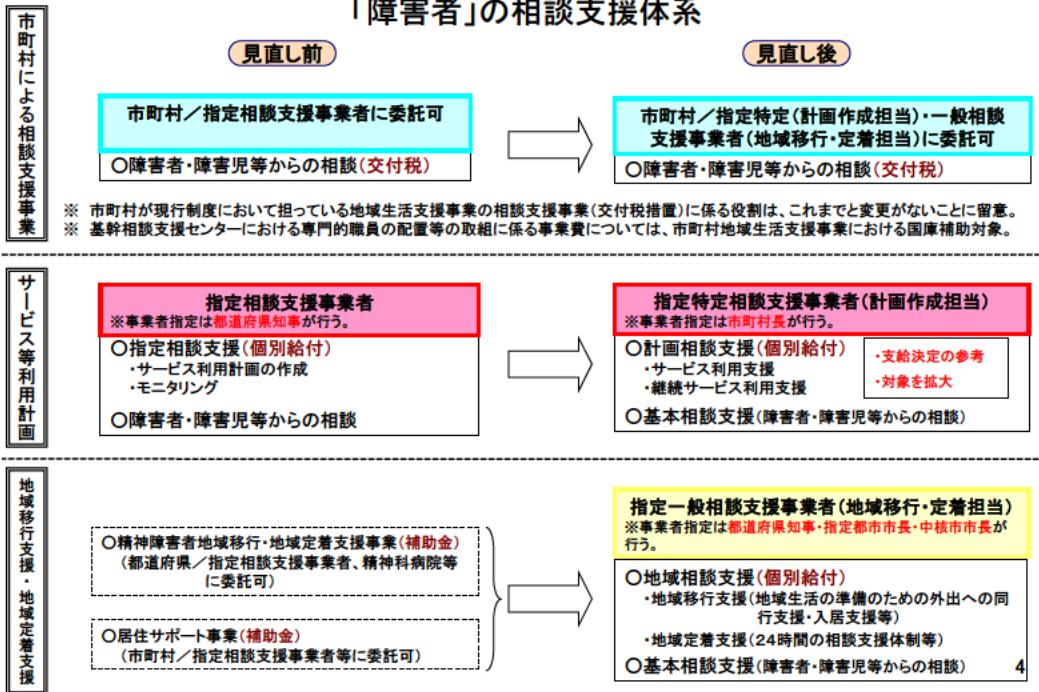 「障害者」の相談支援体系
見直し前
見直し後
市町村による相談支援事業
市町村／指定相談支援事業者に委託可
○障害者・障害児等からの相談(交付税)
市町村／指定特定(計画作成担当)・一般相談
支援事業者(地域移行・定着担当)に委託可
○障害者・障害児等からの相談(交付税)
※ 市町村が現行制度において担っている地域生活支援事業の相談支援事業(交付税措置)に係る役割は、これまでと変更がないことに留意。
※ 基幹相談支援センターにおける専門的職員の配置等の取組に係る事業費については、市町村地域生活支援事業における国庫補助対象。
サービス等利用計画
指定相談支援事業者
※事業者指定は都道府県知事が行う。
○指定相談支援(個別給付)
・サービス利用計画の作成
・モニタリング
○障害者・障害児等からの相談
指定特定相談支援事業者(計画作成担当)
※事業者指定は市町村長が行う。
○計画相談支援(個別給付)
・サービス利用支援
・継続サービス利用支援
・支給決定の参考
・対象を拡大
○基本相談支援(障害者・障害児等からの相談)
地域移行支援・地域定着支援
○精神障害者地域移行・地域定着支援事業(補助金)
(都道府県／指定相談支援事業者、精神科病院等
に委託可)
○居住サポート事業(補助金)
(市町村／指定相談支援事業者等に委託可)
指定一般相談支援事業者(地域移行・定着担当)
※事業者指定は都道府県知事・指定都市市長・中核市市長が
行う。
○地域相談支援(個別給付)
・地域移行支援(地域生活の準備のための外出への同
行支援・入居支援等)
・地域定着支援(24時間の相談支援体制等)
○基本相談支援(障害者・障害児等からの相談)
4